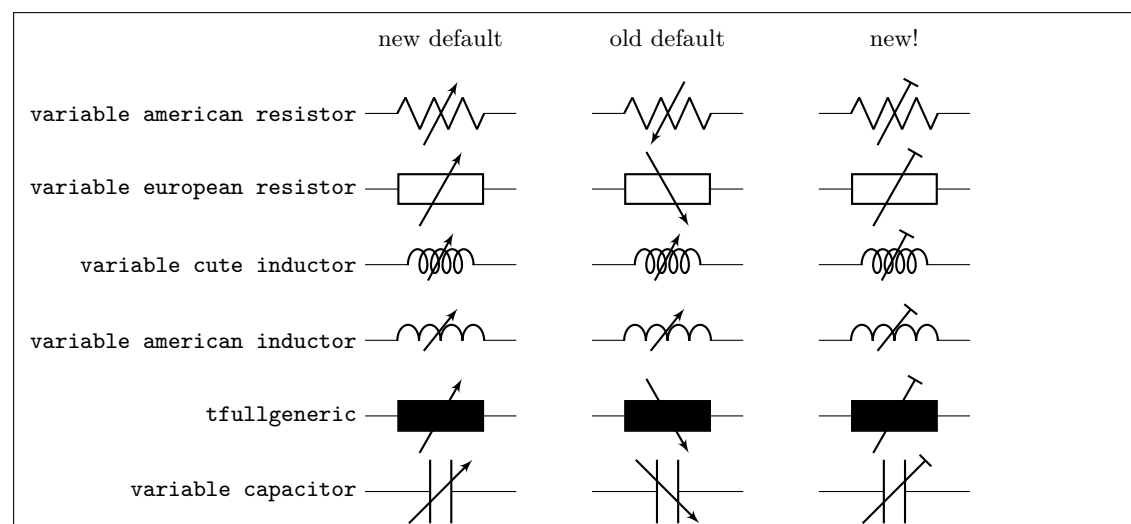 new default old default new!
variable american resistor
variable european resistor
variable cute inductor
variable american inductor
tfullgeneric
variable capacitor